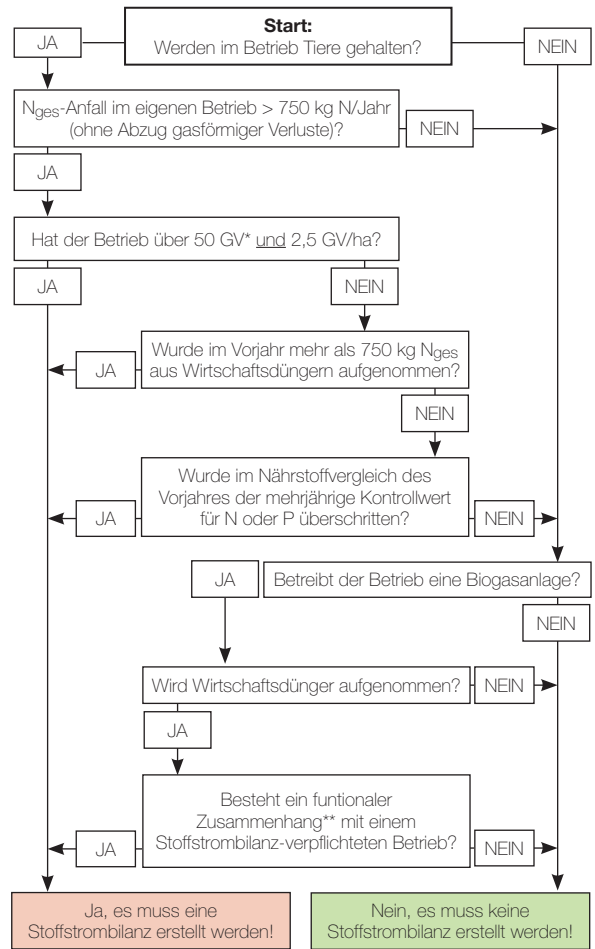 Start:
JA
Werden im Betrieb Tiere gehalten?
NEIN
Nges-Anfall im eigenen Betrieb > 750 kg N/Jahr
(ohne Abzug gasförmiger Verluste)?
NEIN
JA
Hat der Betrieb über 50 GV* und 2,5 GV/ha?
JA
NEIN
Wurde im Vorjahr mehr als 750 kg Nges
aus Wirtschaftsdüngern aufgenommen?
JA
NEIN
Wurde im Nährstoffvergleich des
Vorjahres der mehrjährige Kontrollwert
für N oder P überschritten?
JA
NEIN
JA
Betreibt der Betrieb eine Biogasanlage?
NEIN
Wird Wirtschaftsdünger aufgenommen?
NEIN
JA
Besteht ein funtionaler
Zusammenhang** mit einem
Stoffstrombilanz-verpflichteten Betrieb?
JA
NEIN
Ja, es muss eine
Stoffstrombilanz erstellt werden!
Nein, es muss keine
Stoffstrombilanz erstellt werden!